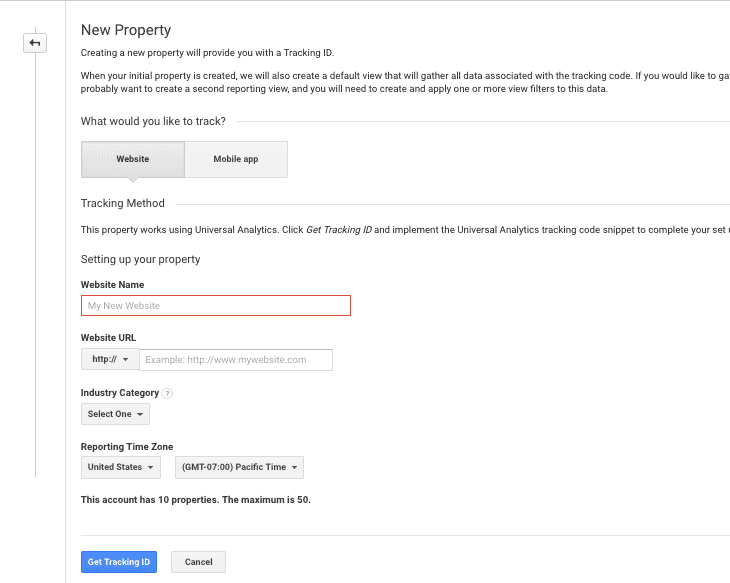 New Property
Creating a new property will provide you with a Tracking ID.
When your initial property is created, we will also create a default view that will gather all data associated with the tracking code. If you would like to
probably want to create a second reporting view, and you will need to create and apply one or more view filters to this data.
What would you like to track?
Website Mobile app
Tracking Method
This property works using Universal Analytics. Click Get Tracking ID and implement the Universal Analytics tracking code snippet to complete your set
Setting up your property
Website Name
My New Website
Website URL
http:// Example: http://www.mywebsite.com
Industry Category ?
Select One
Reporting Time Zone
United States (GMT-07:00) Pacific Time
This account has 10 properties. The maximum is 50.
Get Tracking ID Cancel